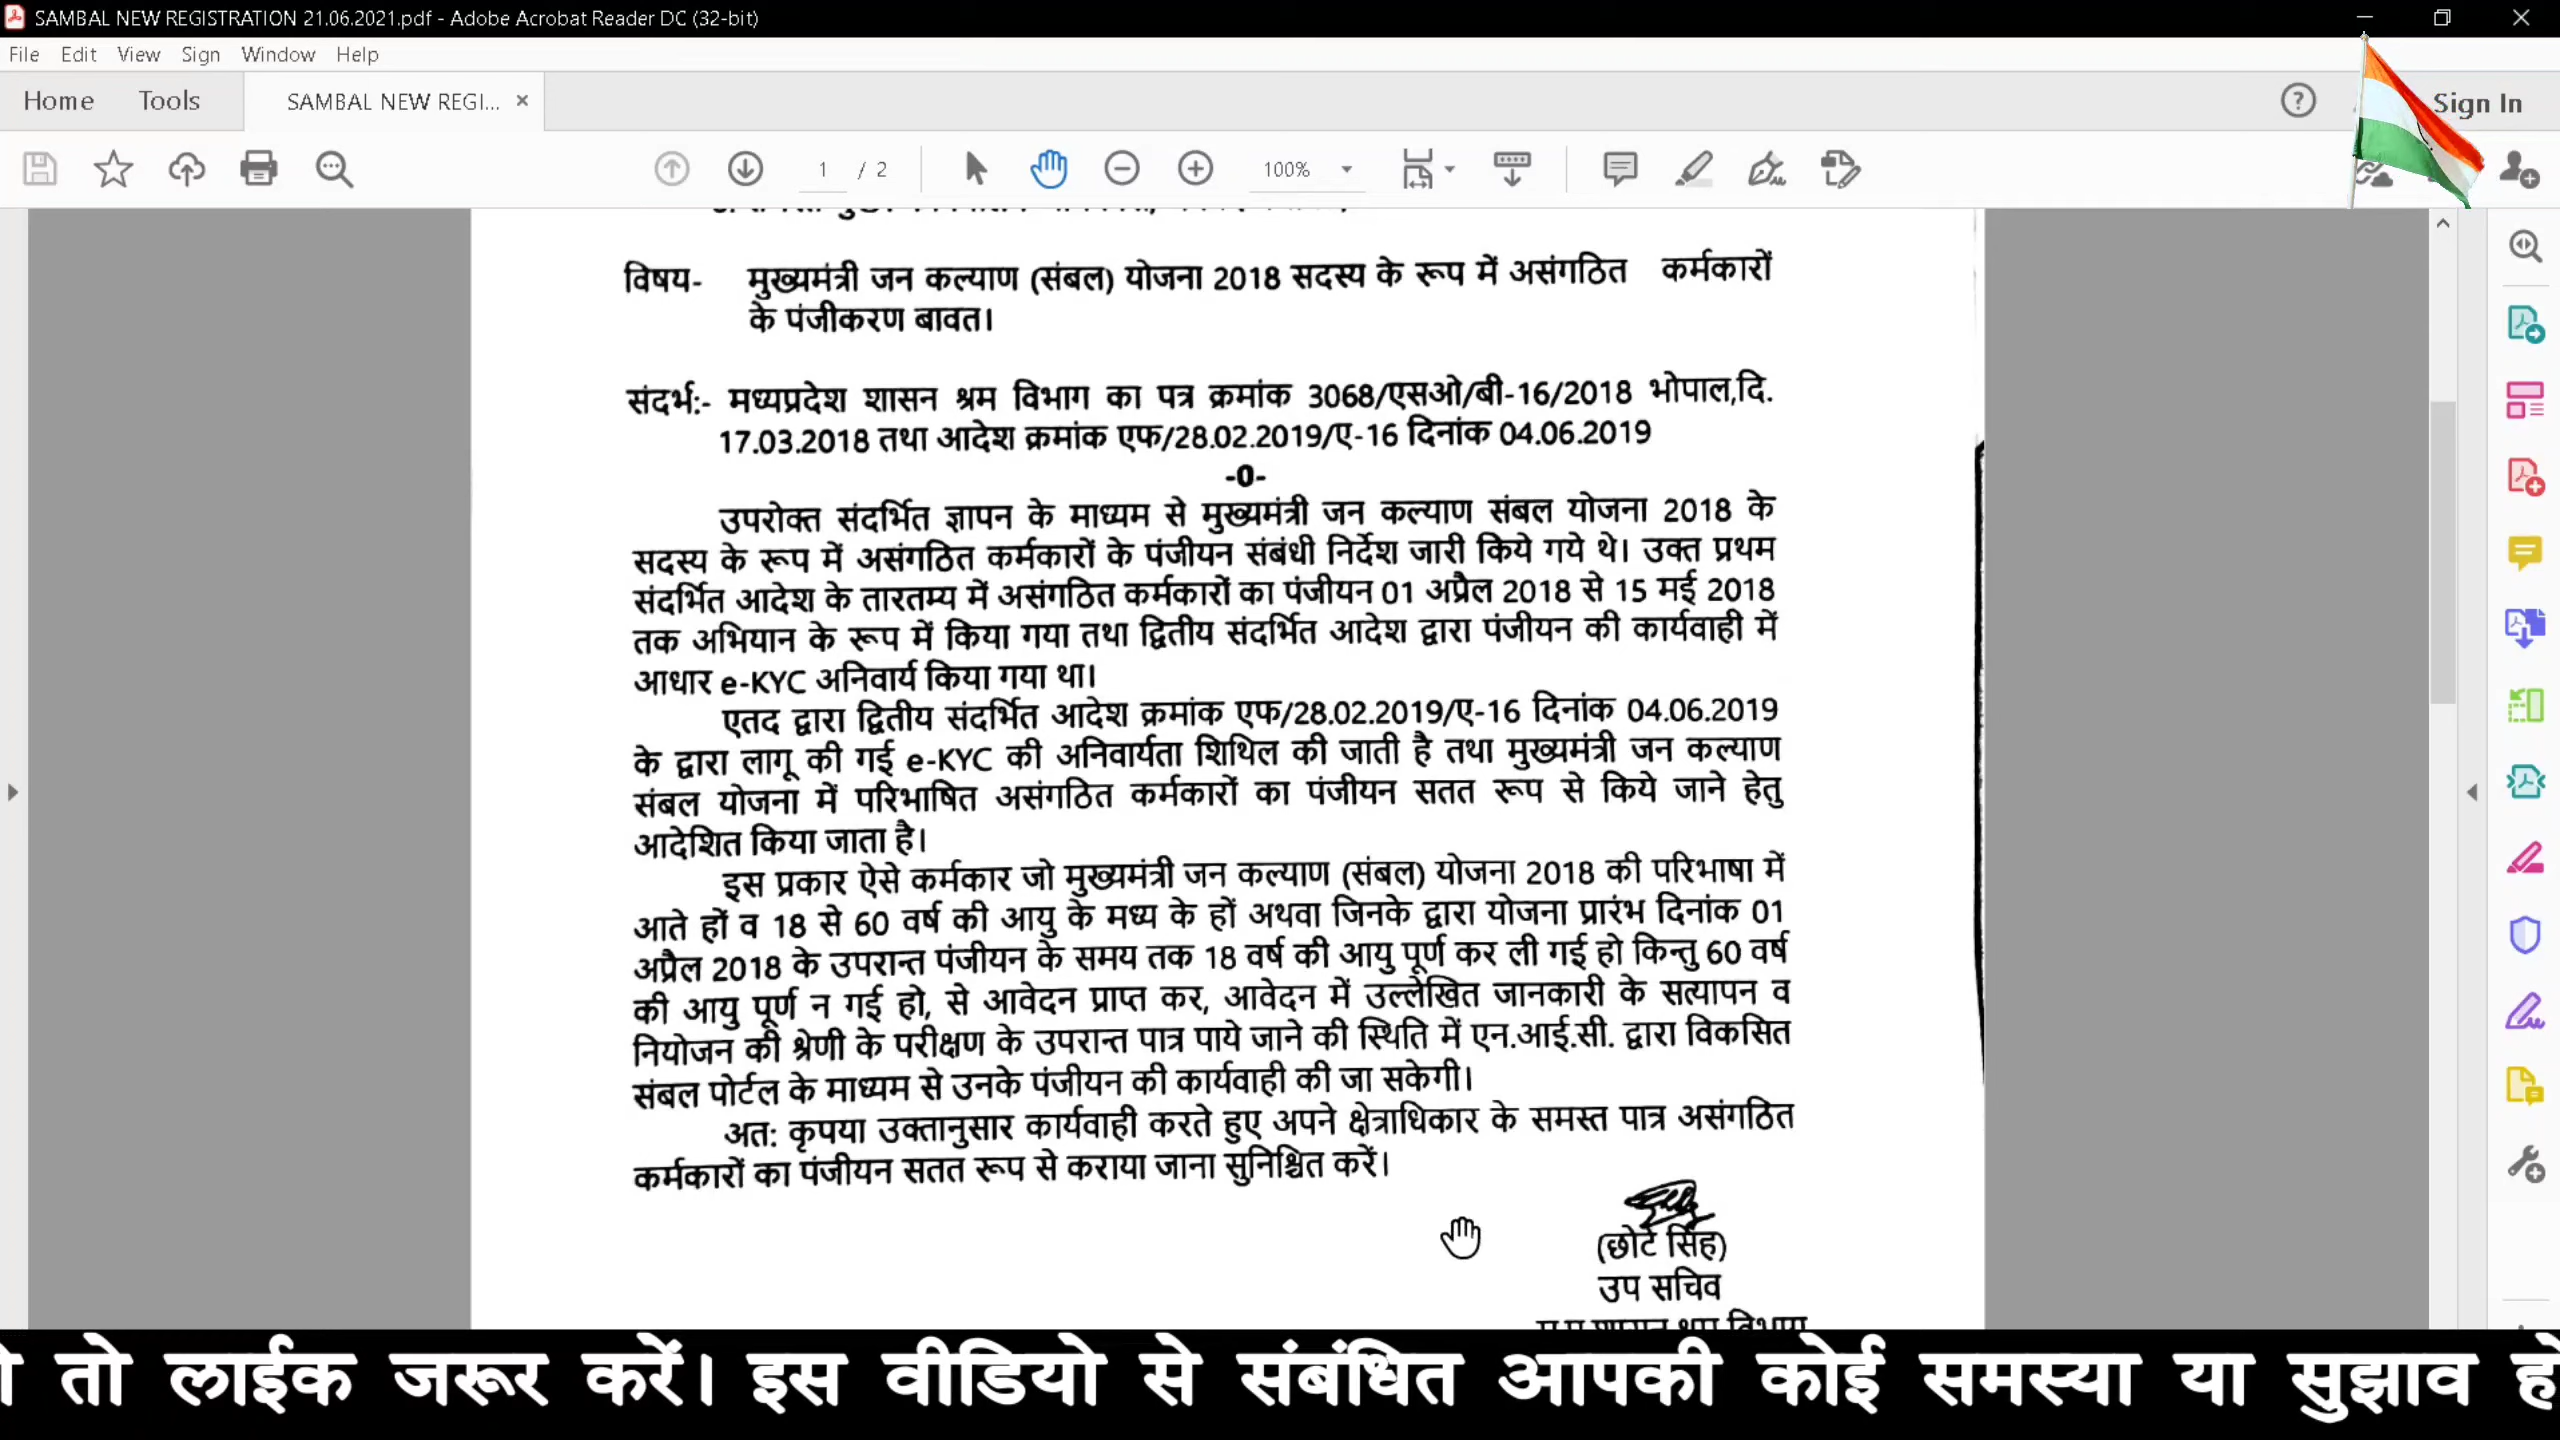 SAMBAL NEW REGISTRATION 21.06.2021.pdf - Adobe Acrobat Reader DC (32-bit)
File Edit View Sign Window Help
Home Tools SAMBAL NEW REGI... Sign In
1 / 2 100%
विषय- मुख्यमंत्री जन कल्याण (संबल) योजना 2018 सदस्य के रूप में असंगठित कर्मकारों
के पंजीकरण बावत।
संदर्भ:- मध्यप्रदेश शासन श्रम विभाग का पत्र क्रमांक 3068/एसओ/बी-16/2018 भोपाल,दि.
17.03.2018 तथा आदेश क्रमांक एफ/28.02.2019/ए-16 दिनांक 04.06.2019
-0-
उपरोक्त संदर्भित ज्ञापन के माध्यम से मुख्यमंत्री जन कल्याण संबल योजना 2018 के
सदस्य के रूप में असंगठित कर्मकारों के पंजीयन संबंधी निर्देश जारी किये गये थे। उक्त प्रथम
संदर्भित आदेश के तारतम्य में असंगठित कर्मकारों का पंजीयन 01 अप्रैल 2018 से 15 मई 2018
तक अभियान के रूप में किया गया तथा द्वितीय संदर्भित आदेश द्वारा पंजीयन की कार्यवाही में
आधार e-KYC अनिवार्य किया गया था।
एतद द्वारा द्वितीय संदर्भित आदेश क्रमांक एफ/28.02.2019/ए-16 दिनांक 04.06.2019
के द्वारा लागू की गई e-KYC की अनिवार्यता शिथिल की जाती है तथा मुख्यमंत्री जन कल्याण
संबल योजना में परिभाषित असंगठित कर्मकारों का पंजीयन सतत रूप से किये जाने हेतु
आदेशित किया जाता है।
इस प्रकार ऐसे कर्मकार जो मुख्यमंत्री जन कल्याण (संबल) योजना 2018 की परिभाषा में
आते हों व 18 से 60 वर्ष की आयु के मध्य के हों अथवा जिनके द्वारा योजना प्रारंभ दिनांक 01
अप्रैल 2018 के उपरान्त पंजीयन के समय तक 18 वर्ष की आयु पूर्ण कर ली गई हो किन्तु 60 वर्ष
की आयु पूर्ण न गई हो, से आवेदन प्राप्त कर, आवेदन में उल्लेखित जानकारी के सत्यापन व
नियोजन की श्रेणी के परीक्षण के उपरान्त पात्र पाये जाने की स्थिति में एन.आई.सी. द्वारा विकसित
संबल पोर्टल के माध्यम से उनके पंजीयन की कार्यवाही की जा सकेगी।
अत: कृपया उक्तानुसार कार्यवाही करते हुए अपने क्षेत्राधिकार के समस्त पात्र असंगठित
कर्मकारों का पंजीयन सतत रूप से कराया जाना सुनिश्चित करें।
(छोटे सिंह)
उप सचिव
तो लाईक जरूर करें। इस वीडियो से संबंधित आपकी कोई समस्या या सुझाव